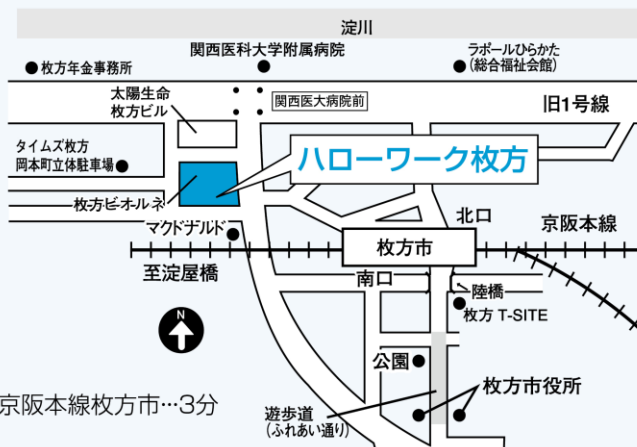 淀川
関西医科大学附属病院
ラポールひらかた
(総合福祉会館)
枚方年金事務所
太陽生命
枚方ビル
関西医大病院前
旧1号線
タイムズ枚方
岡本町立体駐車場
ハローワーク枚方
枚方ビオルネ
マクドナルド
北口
京阪本線
枚方市
至淀屋橋
南口
陸橋
枚方 T-SITE
N
公園
京阪本線枚方市…3分
遊歩道
(ふれあい通り)
枚方市役所